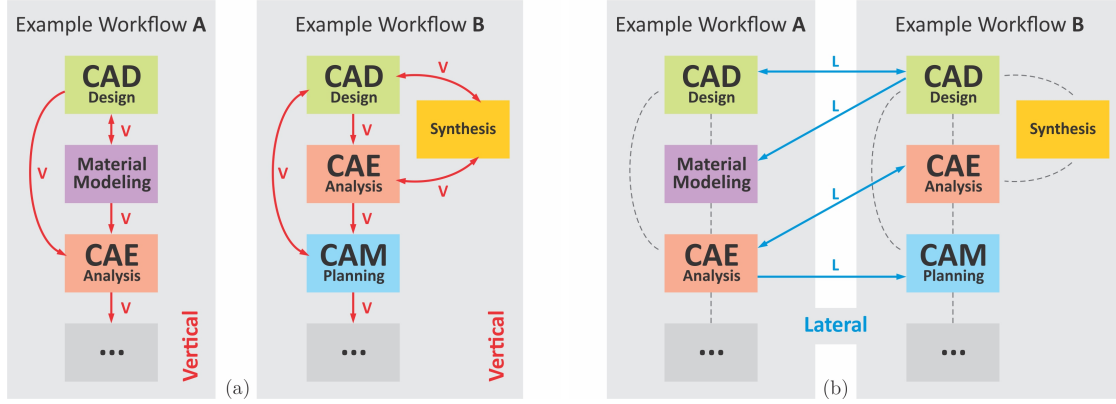 Example Workflow A
CAD
Design
V
V
Material
Modeling
V
CAE
Analysis
V
...
Vertical
(a)
Example Workflow B
V
CAD
Design
Synthesis
V
V
CAE
Analysis
V
V
CAM
Planning
V
...
Vertical
Example Workflow A
Example Workflow B
CAD
Design
L
CAD
Design
L
Synthesis
Material
Modeling
CAE
Analysis
L
CAE
Analysis
L
CAM
Planning
Lateral
...
...
(b)